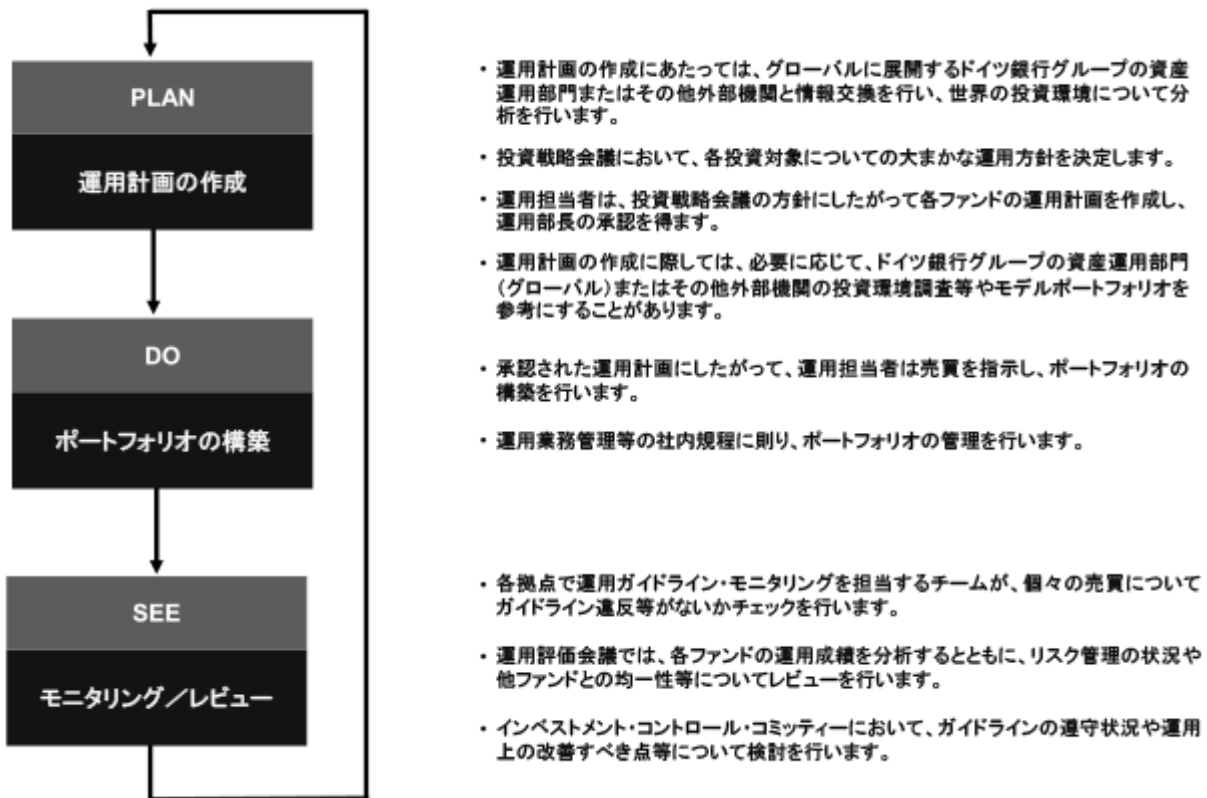 PLAN
運用計画の作成
・運用計画の作成にあたっては、グローバルに展開するドイツ銀行グループの資産
運用部門またはその他外部機関と情報交換を行い、世界の投資環境について分
析を行います。
・投資戦略会議において、各投資対象についての大まかな運用方針を決定します。
・運用担当者は、投資戦略会議の方針にしたがって各ファンドの運用計画を作成し、
運用部長の承認を得ます。
・運用計画の作成に際しては、必要に応じて、ドイツ銀行グループの資産運用部門
(グローバル)またはその他外部機関の投資環境調査等やモデルポートフォリオを
参考にすることがあります。
DO
ポートフォリオの構築
・承認された運用計画にしたがって、運用担当者は売買を指示し、ポートフォリオの
構築を行います。
・運用業務管理等の社内規程に則り、ポートフォリオの管理を行います。
SEE
モニタリング/レビュー
・各拠点で運用ガイドライン・モニタリングを担当するチームが、個々の売買について
ガイドライン違反等がないかチェックを行います。
・運用評価会議では、各ファンドの運用成績を分析するとともに、リスク管理の状況や
他ファンドとの均一性等についてレビューを行います。
・インベストメント・コントロール・コミッティーにおいて、ガイドラインの遵守状況や運用
上の改善すべき点等について検討を行います。